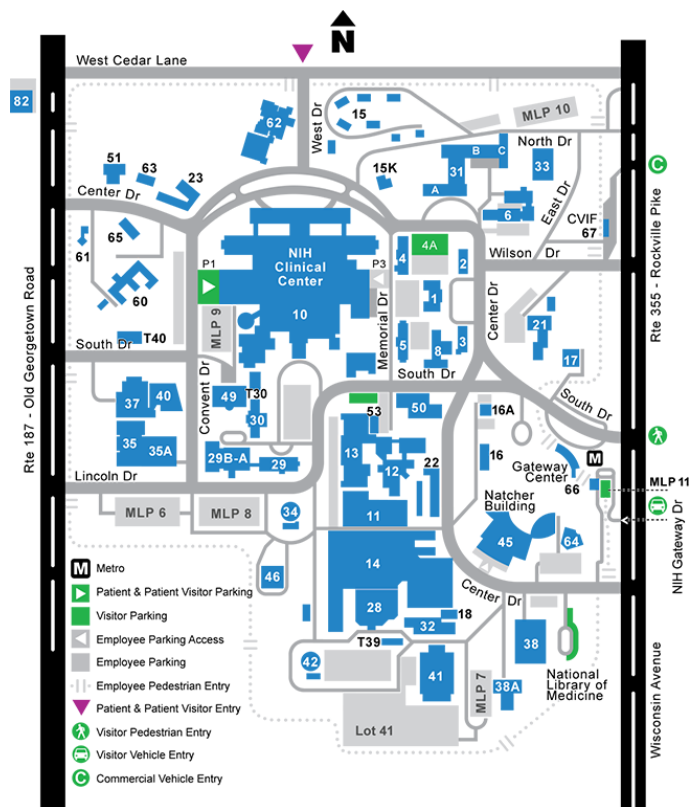 N
West Cedar Lane
82
62
West Dr
15
MLP 10
North Dr
51
63
23
15K
B
C
31
A
33
Center Dr
East Dr
6
CVIF
67
65
61
NIH
Clinical
Center
10
P1
P3
4
4A
2
Wilson Dr
60
1
Memorial Dr
Center Dr
MLP 9
T40
South Dr
5
8
3
21
17
South Dr
Convent Dr
37
40
49
T30
30
53
50
16A
South Dr
35
35A
29B-A
29
13
12
22
16
Gateway
Center
M
66
MLP 11
Lincoln Dr
MLP 6
MLP 8
34
11
Natcher
Building
45
64
NIH Gateway Dr
46
14
28
18
32
Center Dr
T39
42
41
MLP 7
38
38A
National
Library of
Medicine
Lot 41
Rte 187 - Old Georgetown Road
Rte 355 - Rockville Pike
Wisconsin Avenue
C
M Metro
Patient & Patient Visitor Parking
Visitor Parking
Employee Parking Access
Employee Parking
Employee Pedestrian Entry
Patient & Patient Visitor Entry
Visitor Pedestrian Entry
Visitor Vehicle Entry
C Commercial Vehicle Entry